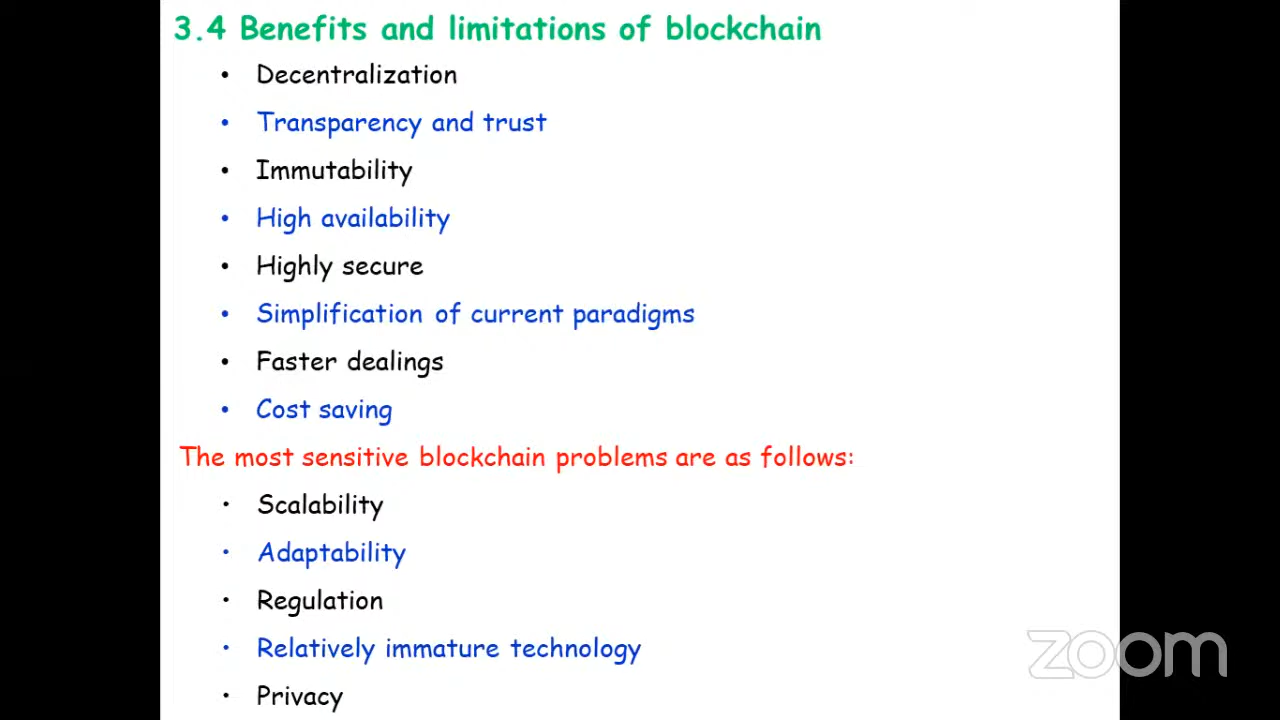 3.4 Benefits and limitations of blockchain
• Decentralization
• Transparency and trust
• Immutability
• High availability
• Highly secure
• Simplification of current paradigms
• Faster dealings
• Cost saving
The most sensitive blockchain problems are as follows:
• Scalability
• Adaptability
• Regulation
• Relatively immature technology
• Privacy
zoom